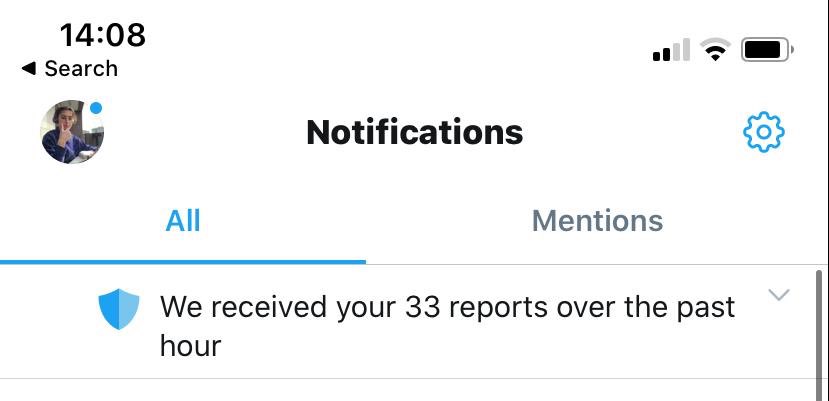 14:08
◀ Search
Notifications
All Mentions
We received your 33 reports over the past
hour